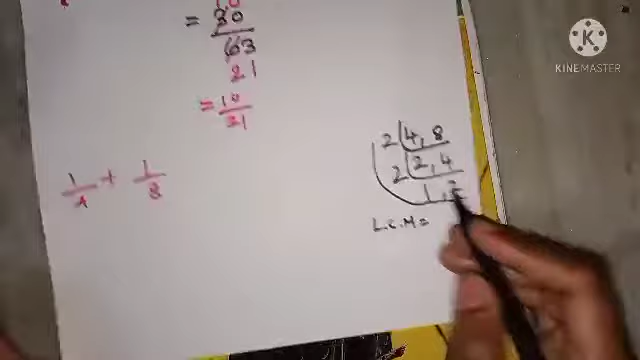 = 30/63
21
= 10/21
1/4 + 1/8
2 | 4, 8
2 | 2, 4
1, 2
L.C.M =
K
KINEMASTER